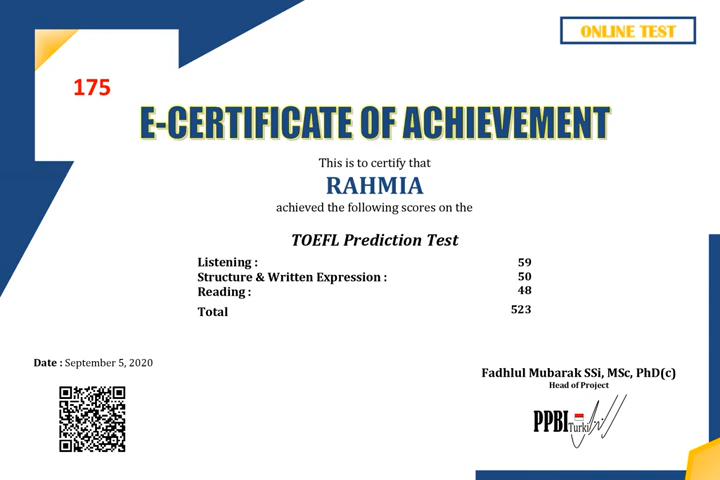 ONLINE TEST
175
E-CERTIFICATE OF ACHIEVEMENT
This is to certify that
RAHMIA
achieved the following scores on the
TOEFL Prediction Test
Listening : 59
Structure & Written Expression : 50
Reading : 48
Total 523
Date : September 5, 2020
Fadhlul Mubarak SSi, MSc, PhD(c)
Head of Project
PPBI Turki